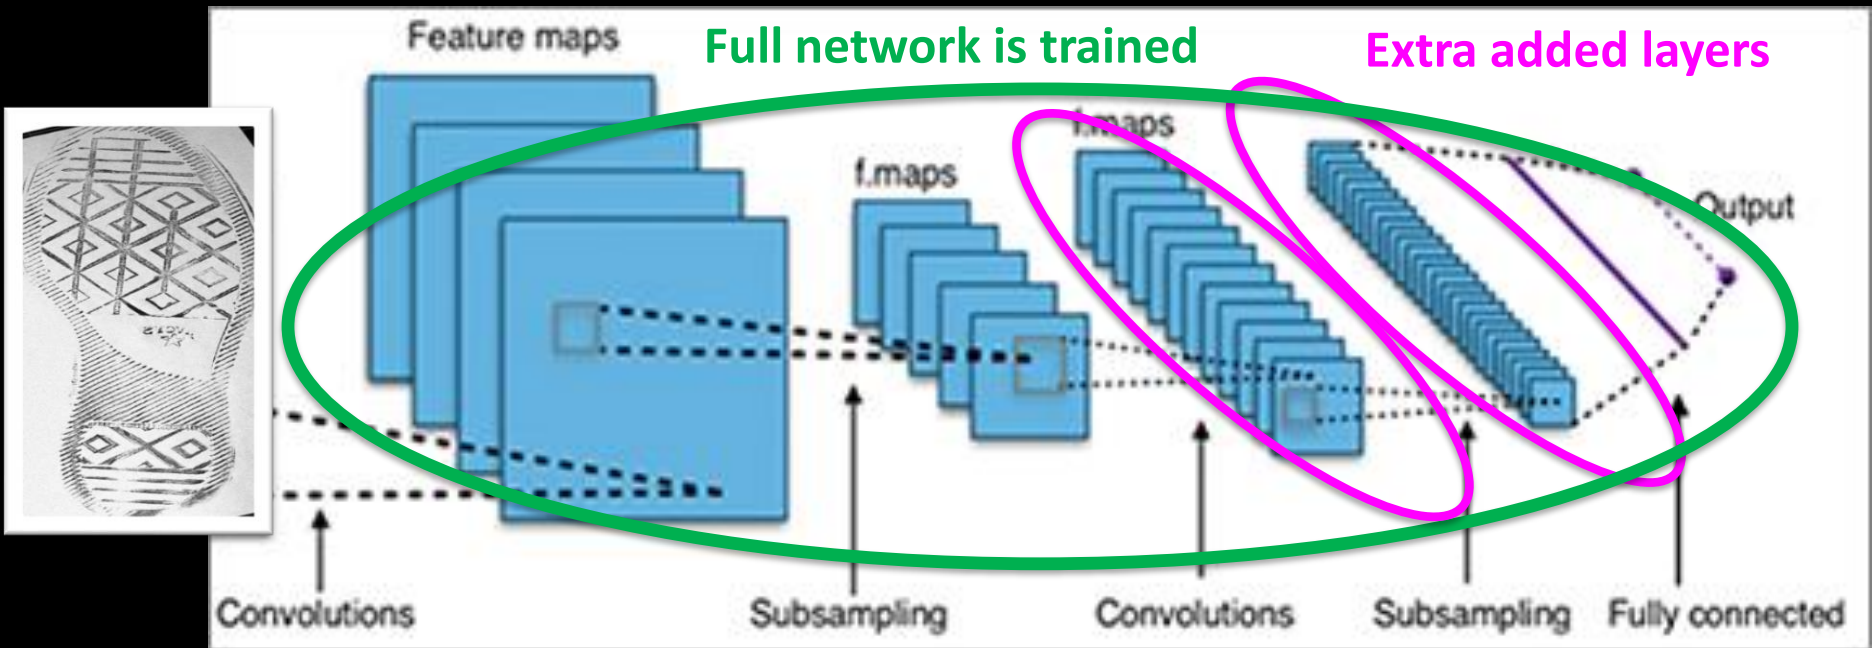 Feature maps
Full network is trained
Extra added layers
f.maps
f.maps
Output
Convolutions
Subsampling
Convolutions
Subsampling
Fully connected